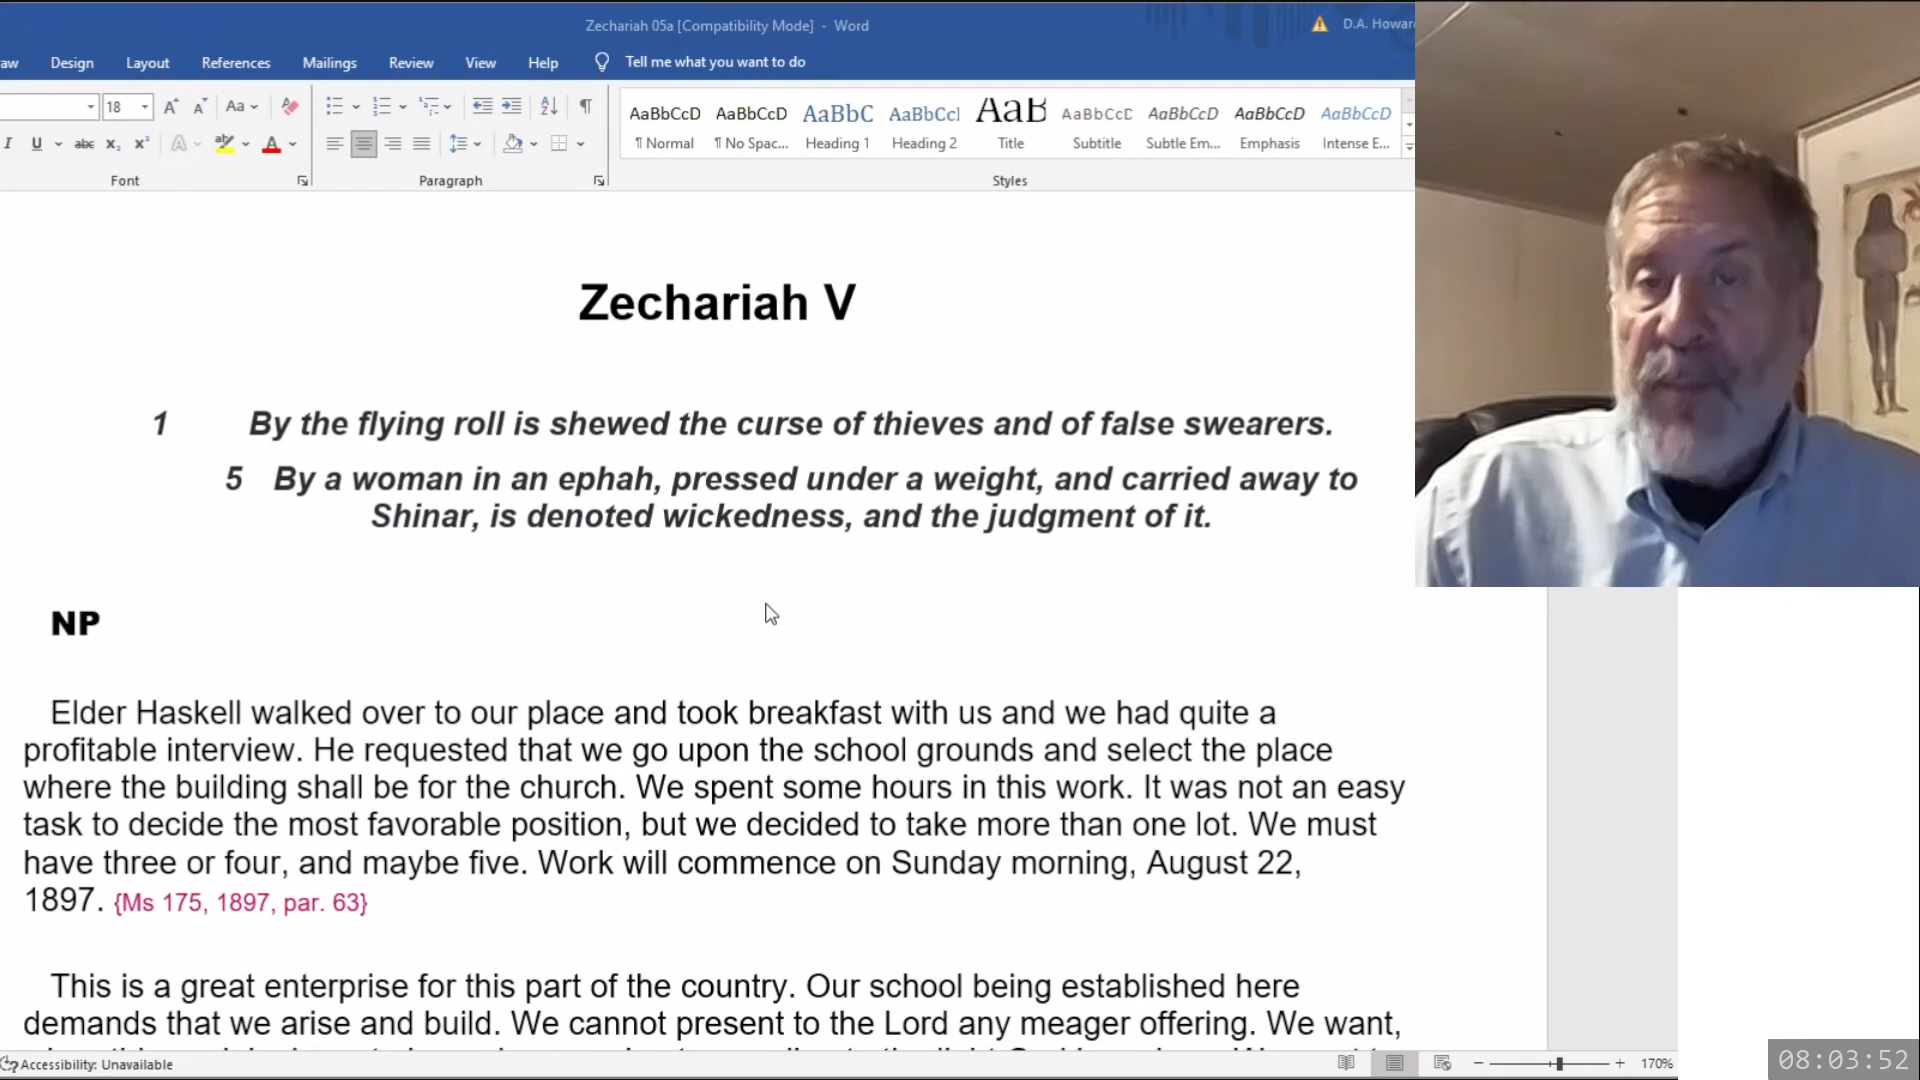 Zechariah 05a [Compatibility Mode] - Word
D.A. Howar
aw Design Layout References Mailings Review View Help Tell me what you want to do
18 Aa
AaBbCcD AaBbCcD AaBbC AaBbCcl AaB AaBbCcD AaBbCcD AaBbCcD AaBbCcD
¶ Normal ¶ No Spac... Heading 1 Heading 2 Title Subtitle Subtle Em... Emphasis Intense E...
Font Paragraph Styles
Zechariah V
1 By the flying roll is shewed the curse of thieves and of false swearers.
5 By a woman in an ephah, pressed under a weight, and carried away to
Shinar, is denoted wickedness, and the judgment of it.
NP
Elder Haskell walked over to our place and took breakfast with us and we had quite a
profitable interview. He requested that we go upon the school grounds and select the place
where the building shall be for the church. We spent some hours in this work. It was not an easy
task to decide the most favorable position, but we decided to take more than one lot. We must
have three or four, and maybe five. Work will commence on Sunday morning, August 22,
1897. {Ms 175, 1897, par. 63}
This is a great enterprise for this part of the country. Our school being established here
demands that we arise and build. We cannot present to the Lord any meager offering. We want,
Accessibility: Unavailable
170%
08:03:52